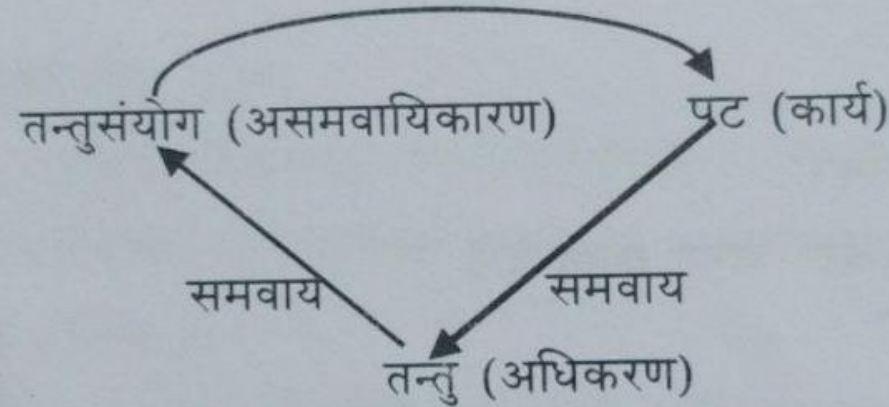 तन्तुसंयोग (असमवायिकारण) पट (कार्य)
समवाय समवाय
तन्तु (अधिकरण)